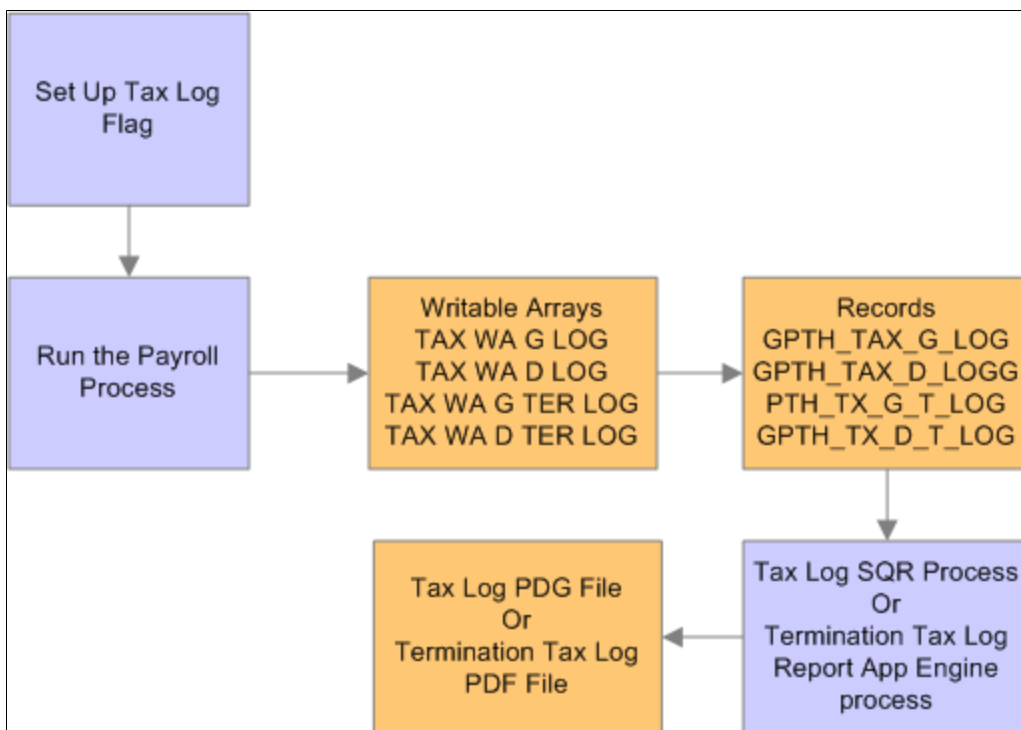 Set Up Tax Log
Flag
Run the Payroll
Process
Writable Arrays
TAX WA G LOG
TAX WA D LOG
TAX WA G TER LOG
TAX WA D TER LOG
Records
GPTH_TAX_G_LOG
GPTH_TAX_D_LOGG
PTH_TX_G_T_LOG
GPTH_TX_D_T_LOG
Tax Log SQR Process
Or
Termination Tax Log
Report App Engine
process
Tax Log PDG File
Or
Termination Tax Log
PDF File